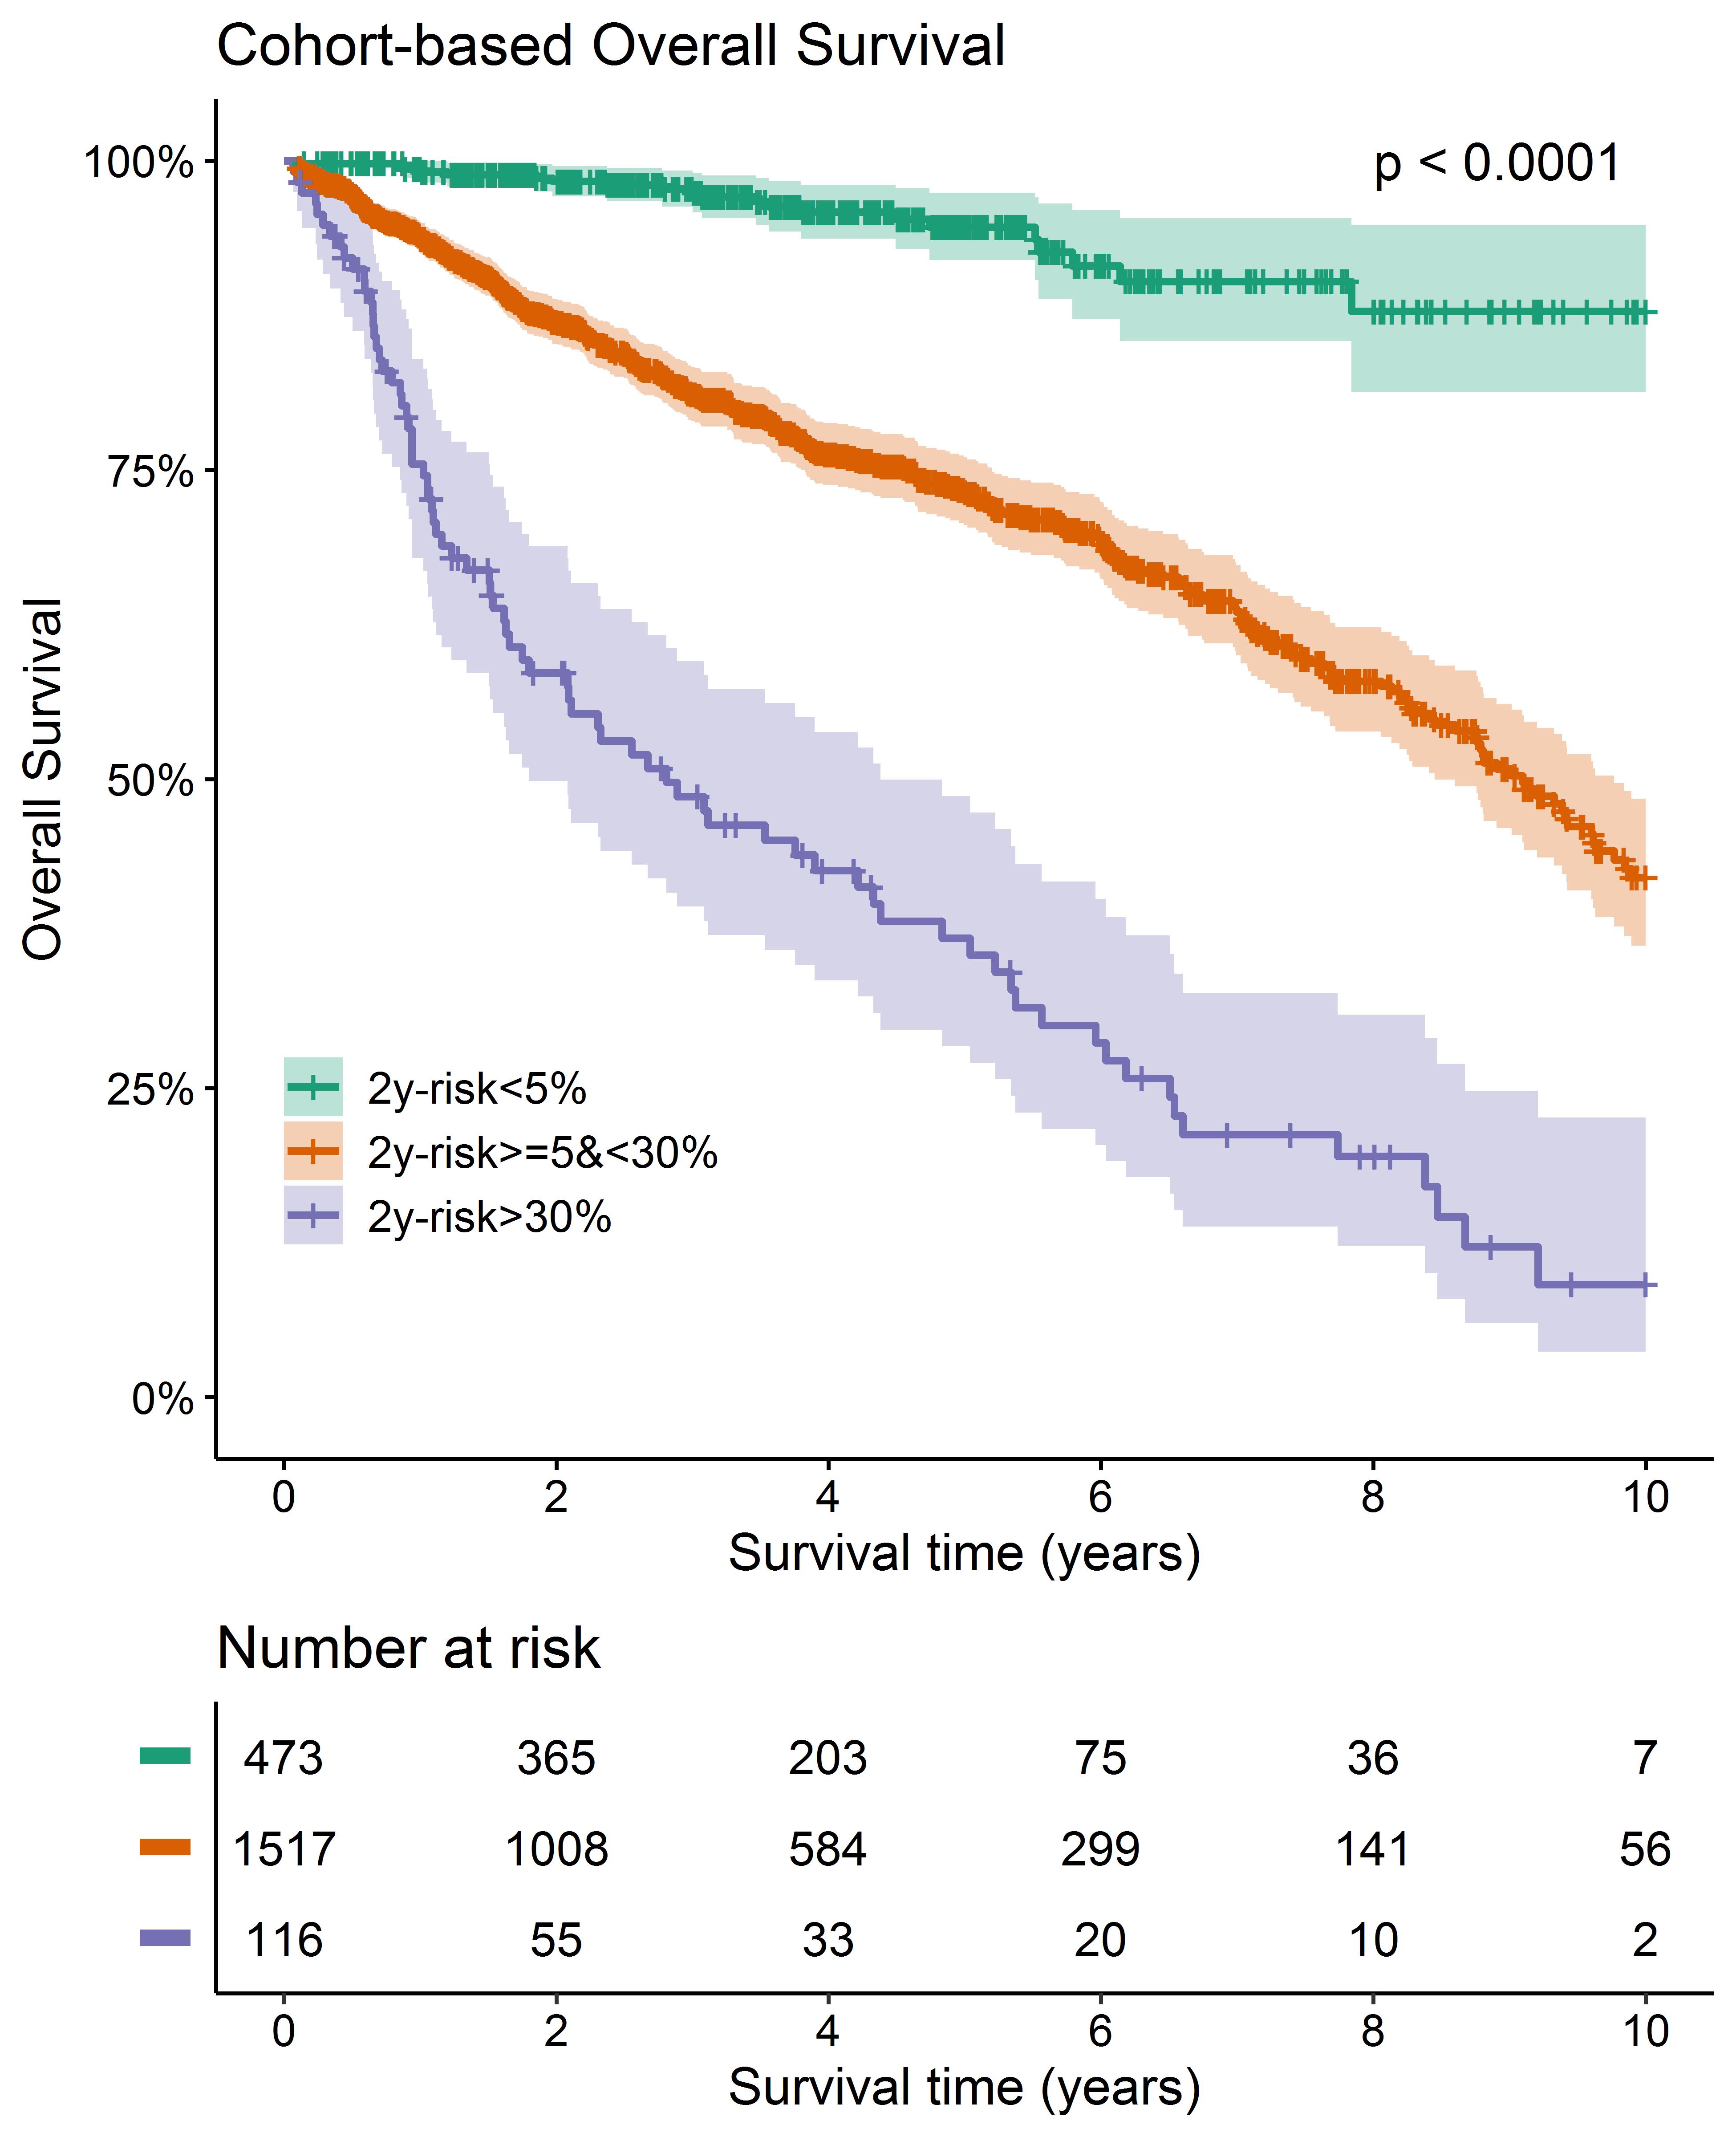 Cohort-based Overall Survival
p < 0.0001
100%
75%
50%
25%
0%
Overall Survival
2y-risk<5%
2y-risk>=5&<30%
2y-risk>30%
0 2 4 6 8 10
Survival time (years)
Number at risk
473 365 203 75 36 7
1517 1008 584 299 141 56
116 55 33 20 10 2
0 2 4 6 8 10
Survival time (years)